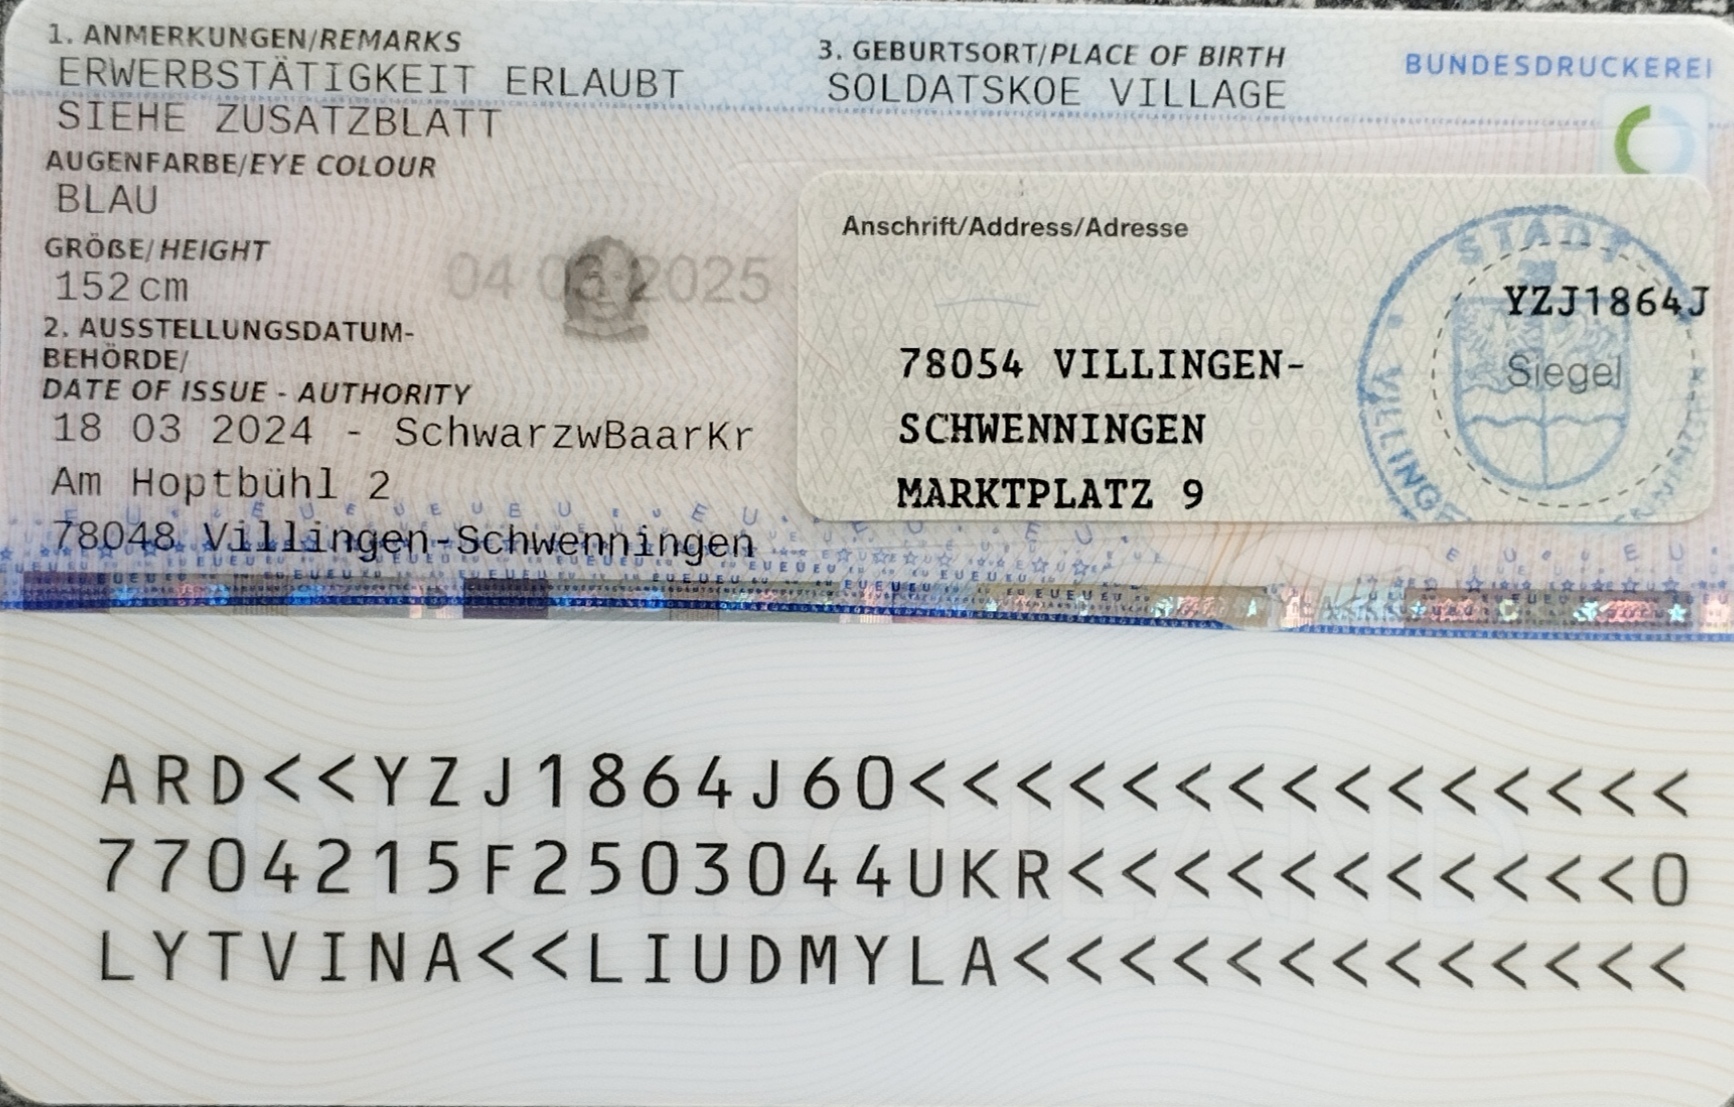 1. ANMERKUNGEN/REMARKS
ERWERBSTÄTIGKEIT ERLAUBT
SIEHE ZUSATZBLATT
AUGENFARBE/EYE COLOUR
BLAU
GRÖßE/HEIGHT
152 cm
04 03 2025
2. AUSSTELLUNGSDATUM-
BEHÖRDE/
DATE OF ISSUE - AUTHORITY
18 03 2024 - SchwarzwBaarKr
Am Hoptbühl 2
78048 Villingen-Schwenningen
3. GEBURTSORT/PLACE OF BIRTH
SOLDATSKOE VILLAGE
BUNDESDRUCKEREI
Anschrift/Address/Adresse
STADT
YZJ1864J
Siegel
78054 VILLINGEN-
SCHWENNINGEN
MARKTPLATZ 9
ARD<<YZJ1864J60<<<<<<<<<<<<<<<
7704215F2503044UKR<<<<<<<<<<<0
LYTVINA<<LIUDMYLA<<<<<<<<<<<<<